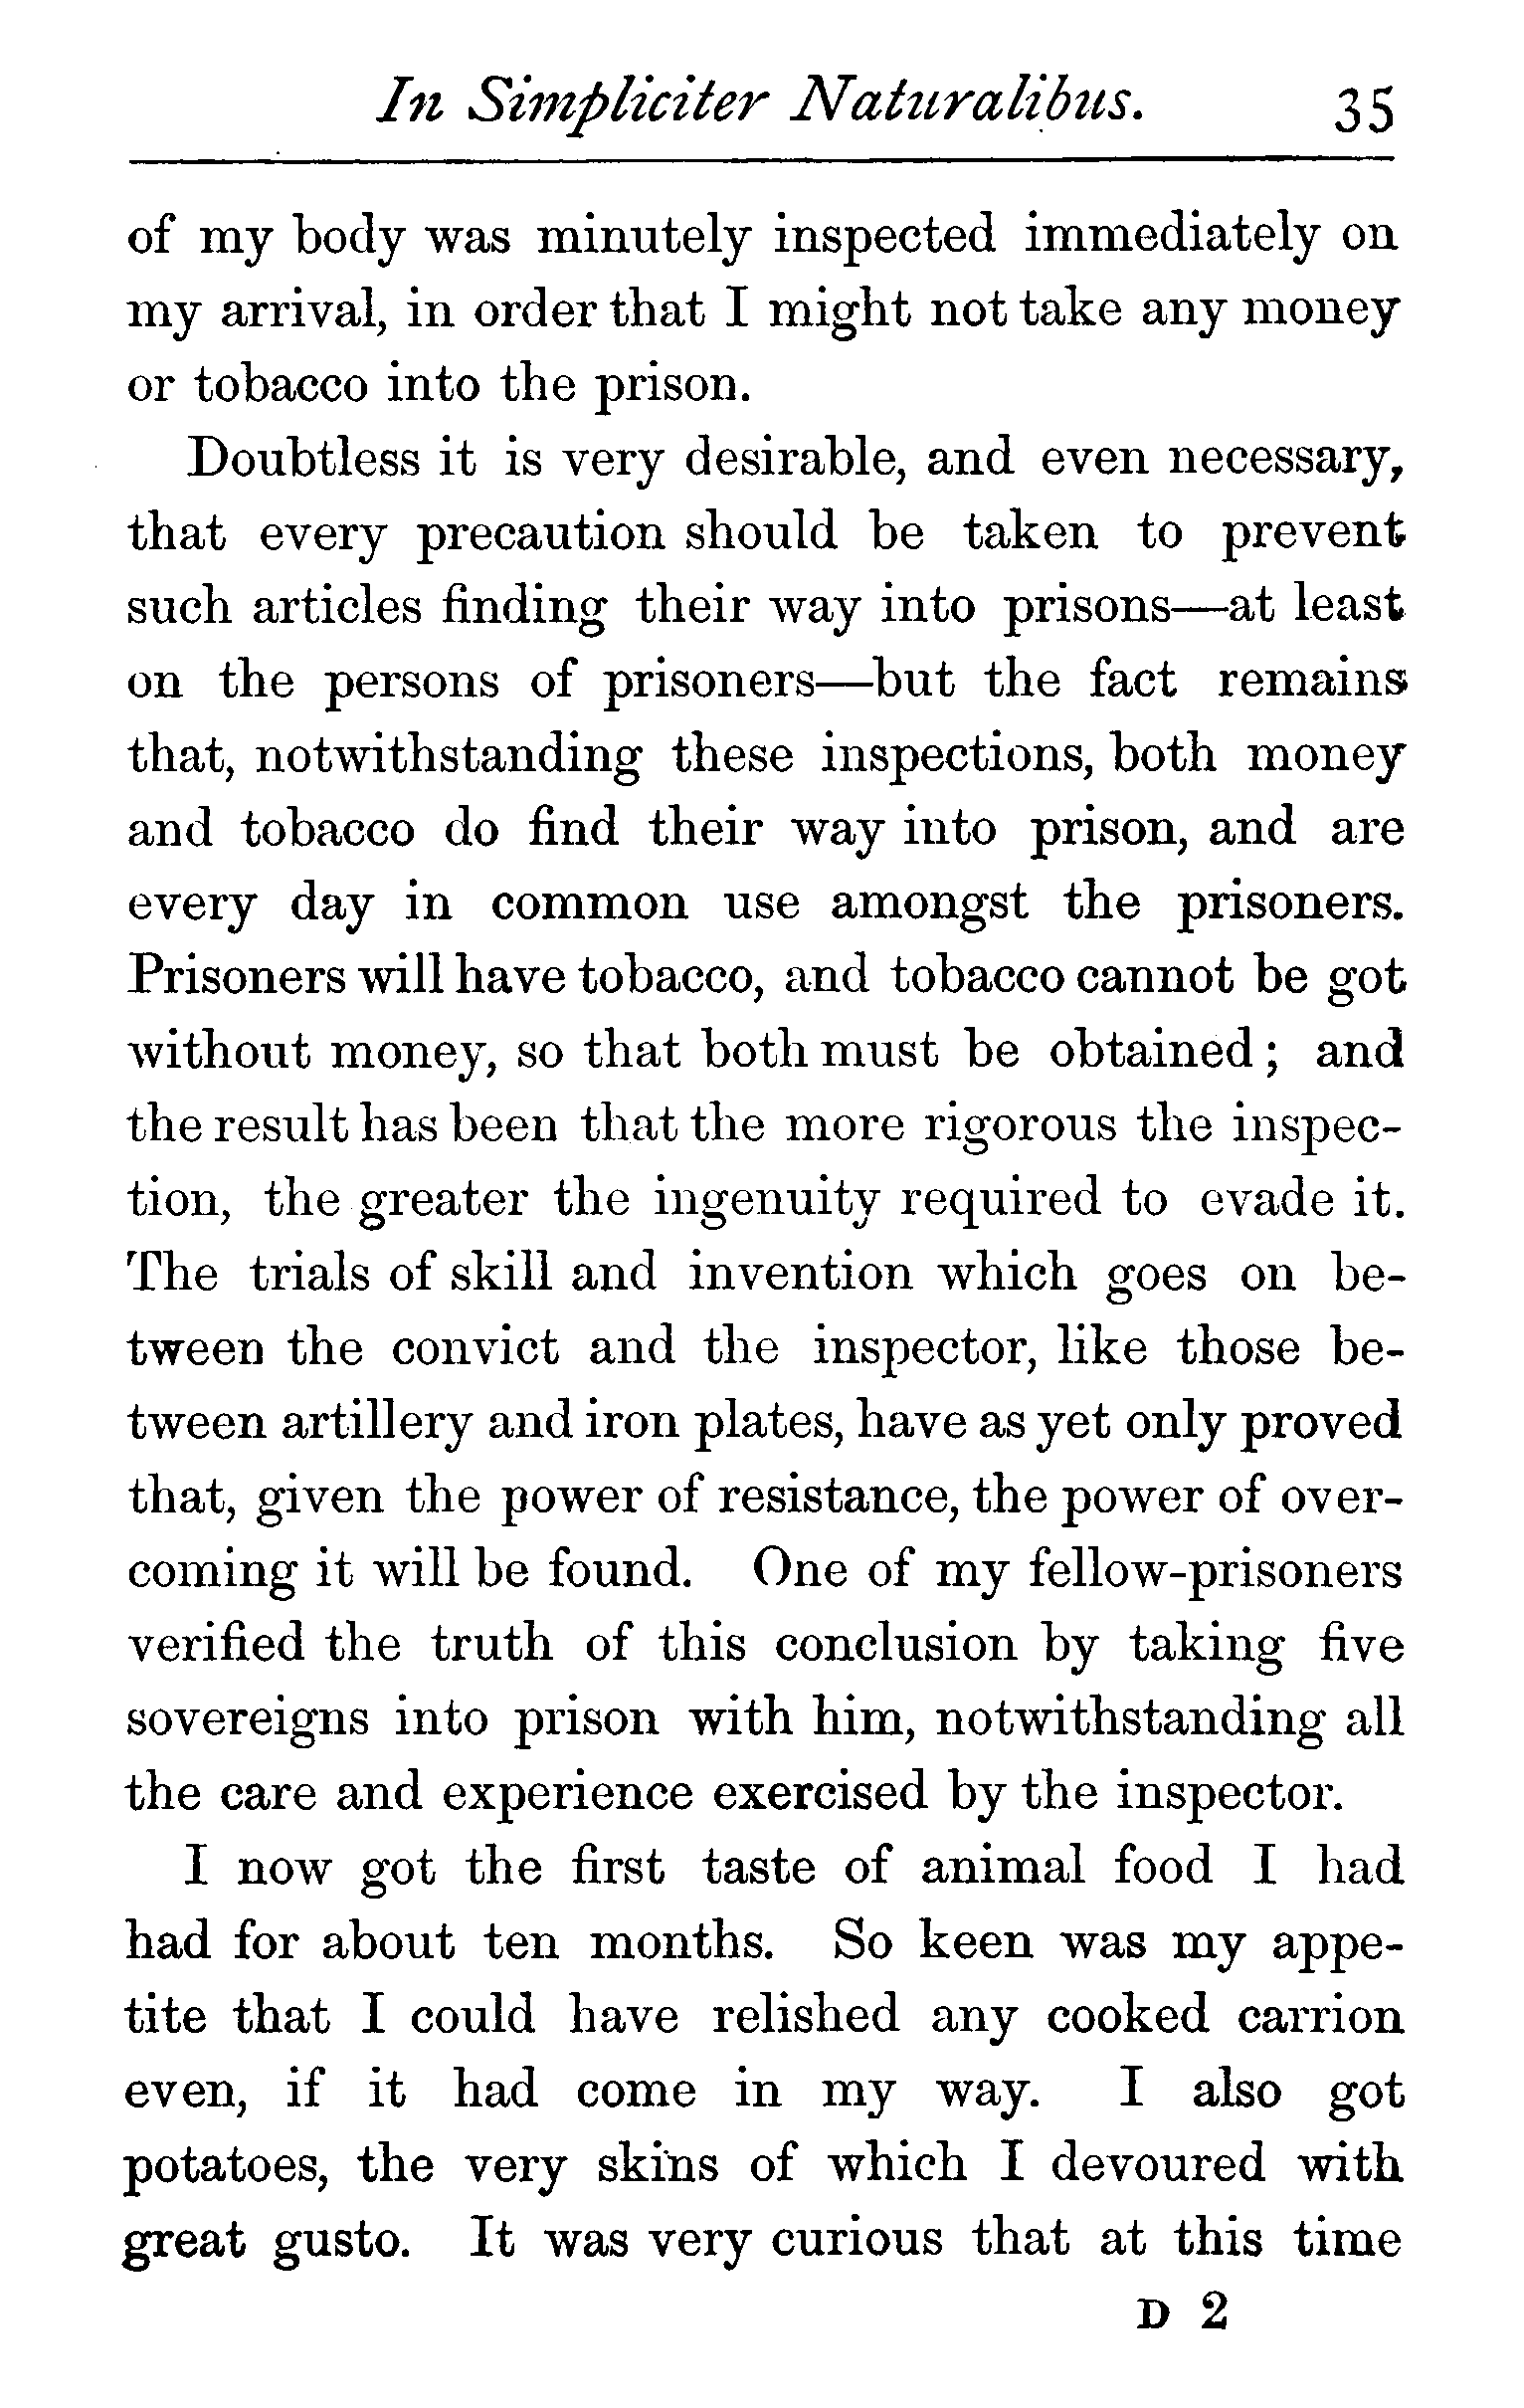 In Simpliciter Naturalibus. 35
of my body was minutely inspected immediately on
my arrival, in order that I might not take any money
or tobacco into the prison.
Doubtless it is very desirable, and even necessary,
that every precaution should be taken to prevent
such articles finding their way into prisons—at least
on the persons of prisoners—but the fact remains
that, notwithstanding these inspections, both money
and tobacco do find their way into prison, and are
every day in common use amongst the prisoners.
Prisoners will have tobacco, and tobacco cannot be got
without money, so that both must be obtained; and
the result has been that the more rigorous the inspec-
tion, the greater the ingenuity required to evade it.
The trials of skill and invention which goes on be-
tween the convict and the inspector, like those be-
tween artillery and iron plates, have as yet only proved
that, given the power of resistance, the power of over-
coming it will be found. One of my fellow-prisoners
verified the truth of this conclusion by taking five
sovereigns into prison with him, notwithstanding all
the care and experience exercised by the inspector.
I now got the first taste of animal food I had
had for about ten months. So keen was my appe-
tite that I could have relished any cooked carrion
even, if it had come in my way. I also got
potatoes, the very skins of which I devoured with
great gusto. It was very curious that at this time
D 2